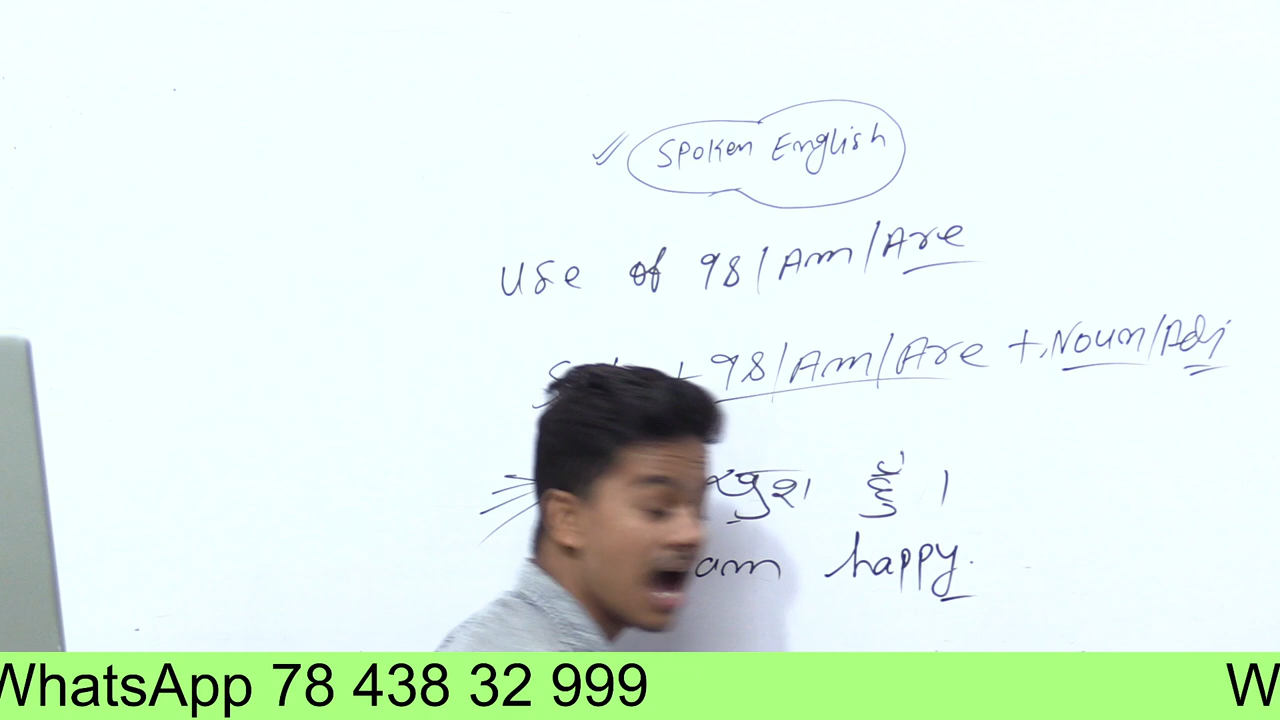 Spoken English
Use of Is/Am/Are
+ Is/Am/Are + Noun/Adj
खुश हूँ ।
am happy.
WhatsApp 78 438 32 999 W